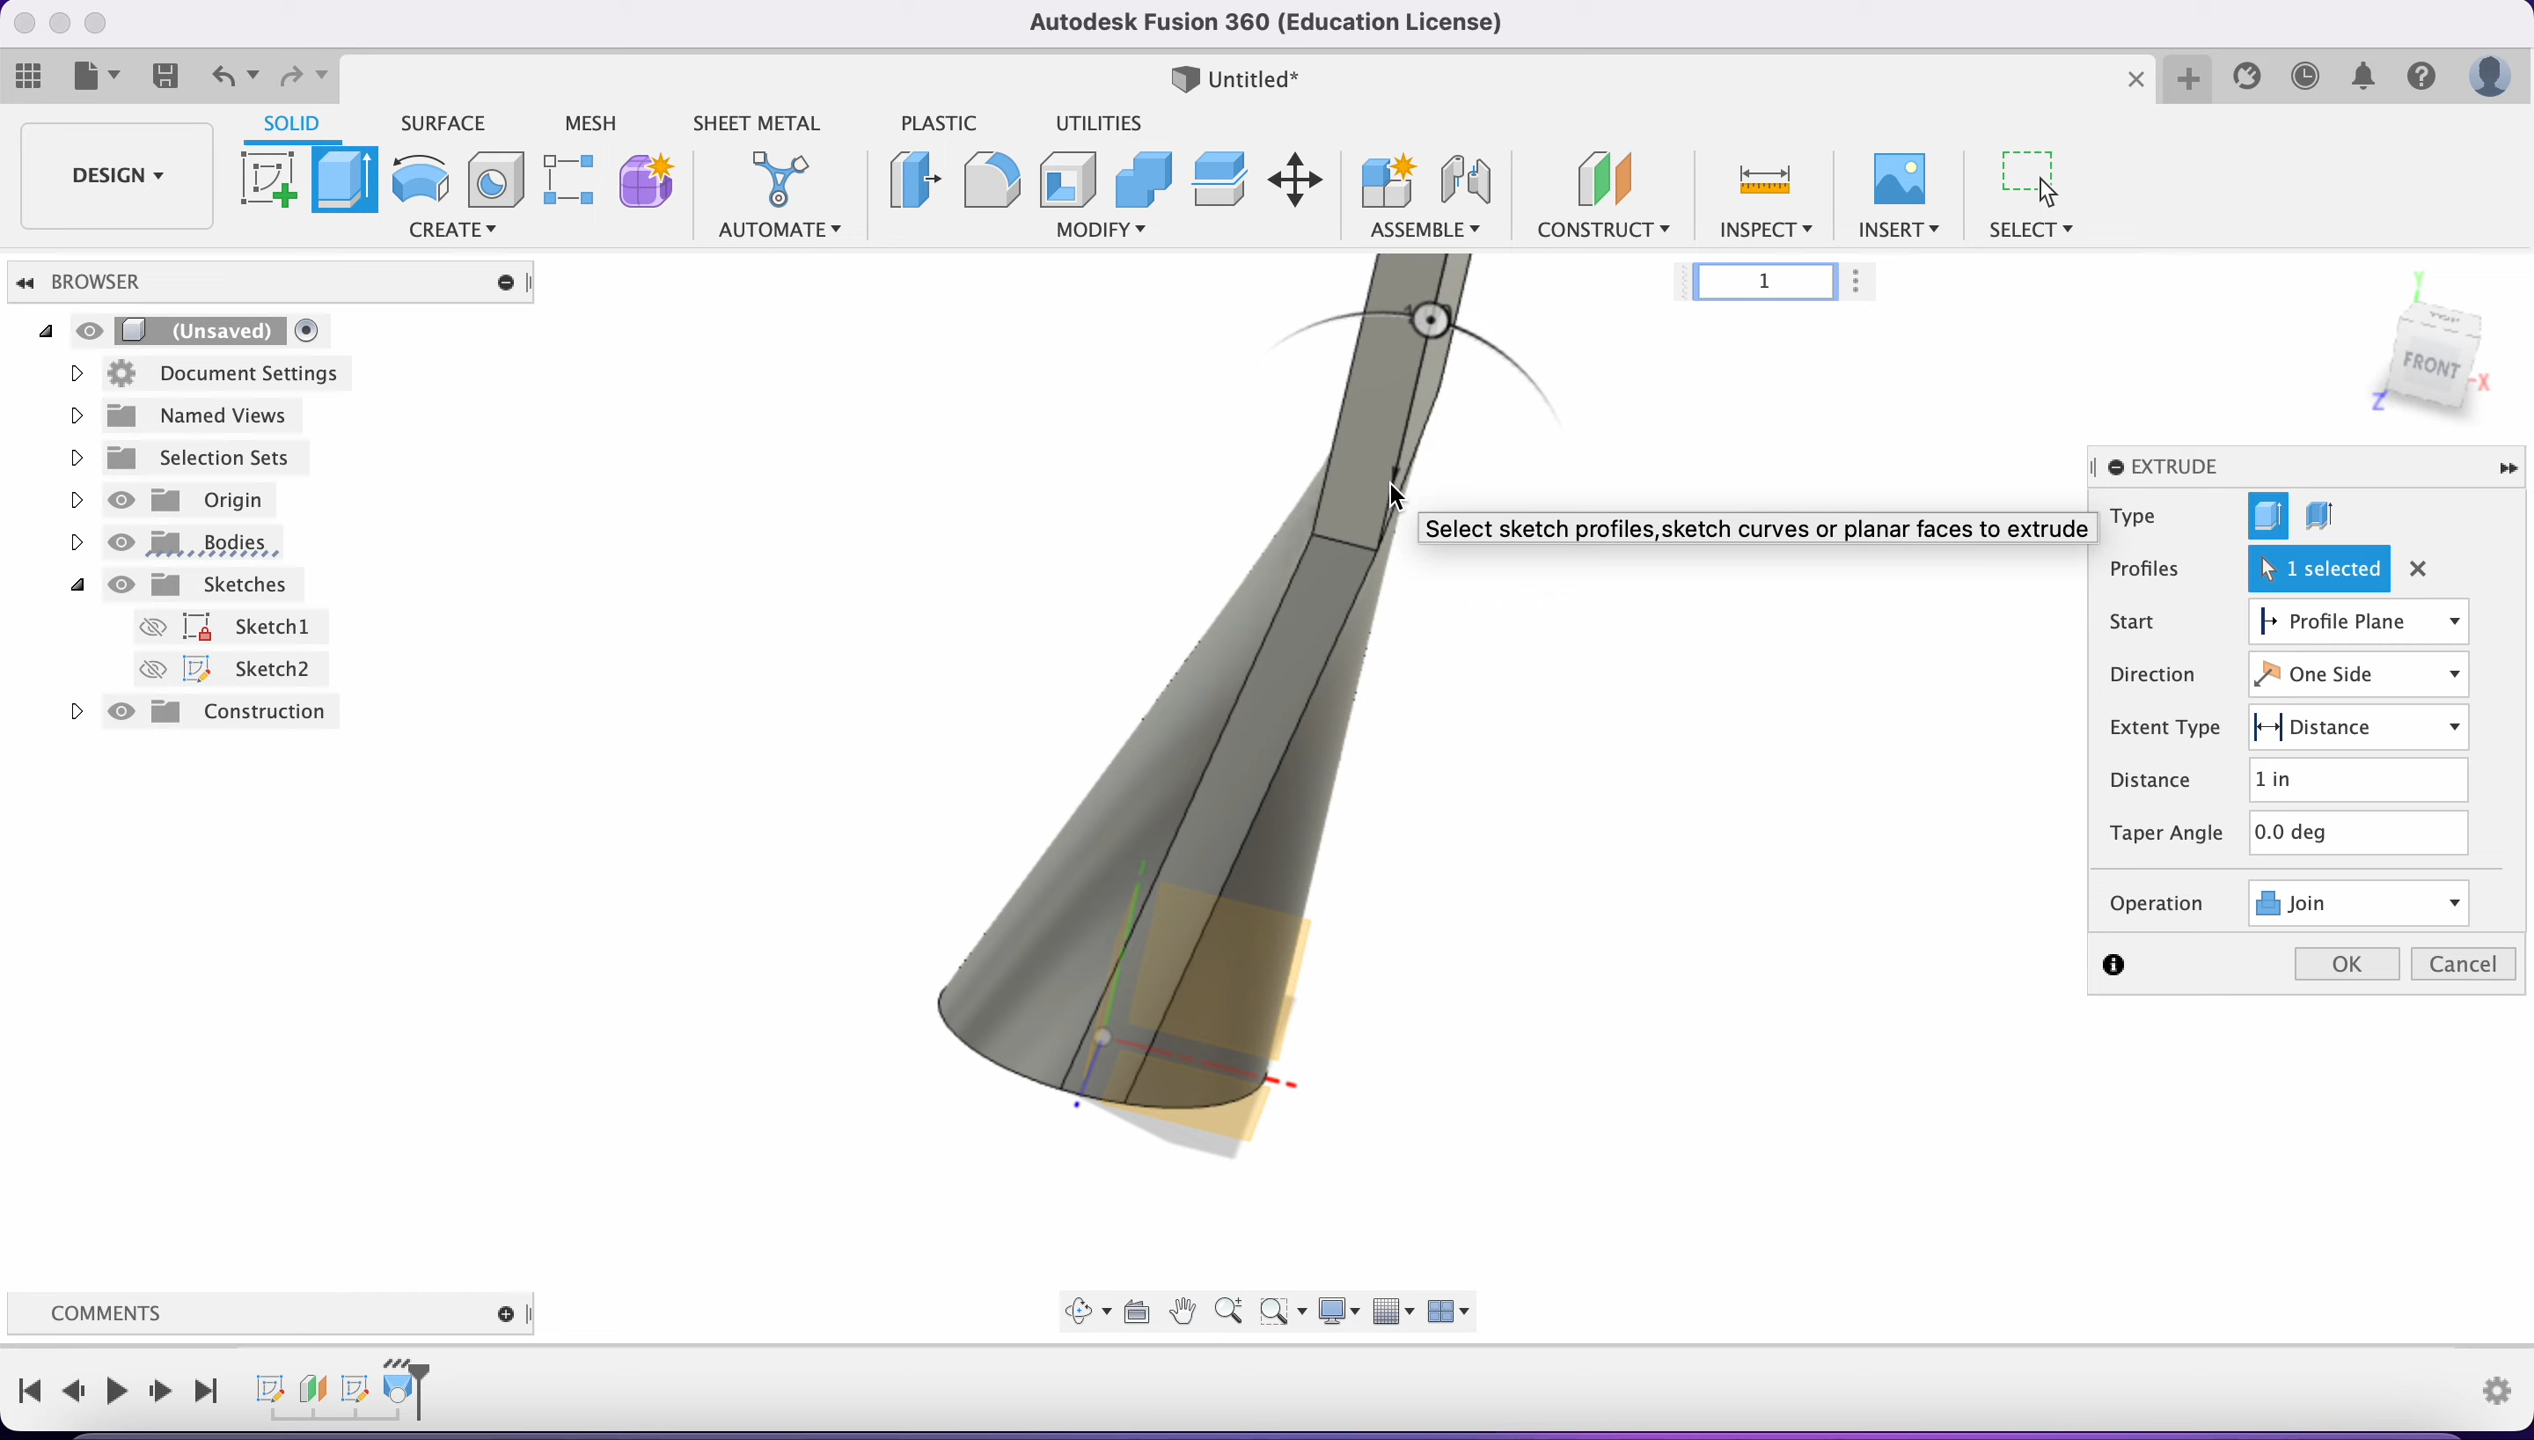 Autodesk Fusion 360 (Education License)
Untitled*
SOLID SURFACE MESH SHEET METAL PLASTIC UTILITIES
DESIGN
CREATE AUTOMATE MODIFY ASSEMBLE CONSTRUCT INSPECT INSERT SELECT
BROWSER
1
(Unsaved)
Document Settings
Named Views
Selection Sets
Origin
Bodies
Sketches
Sketch1
Sketch2
Construction
Y
TOP
FRONT
X
Z
Select sketch profiles,sketch curves or planar faces to extrude
EXTRUDE
Type
Profiles 1 selected
Start Profile Plane
Direction One Side
Extent Type Distance
Distance 1 in
Taper Angle 0.0 deg
Operation Join
OK Cancel
COMMENTS